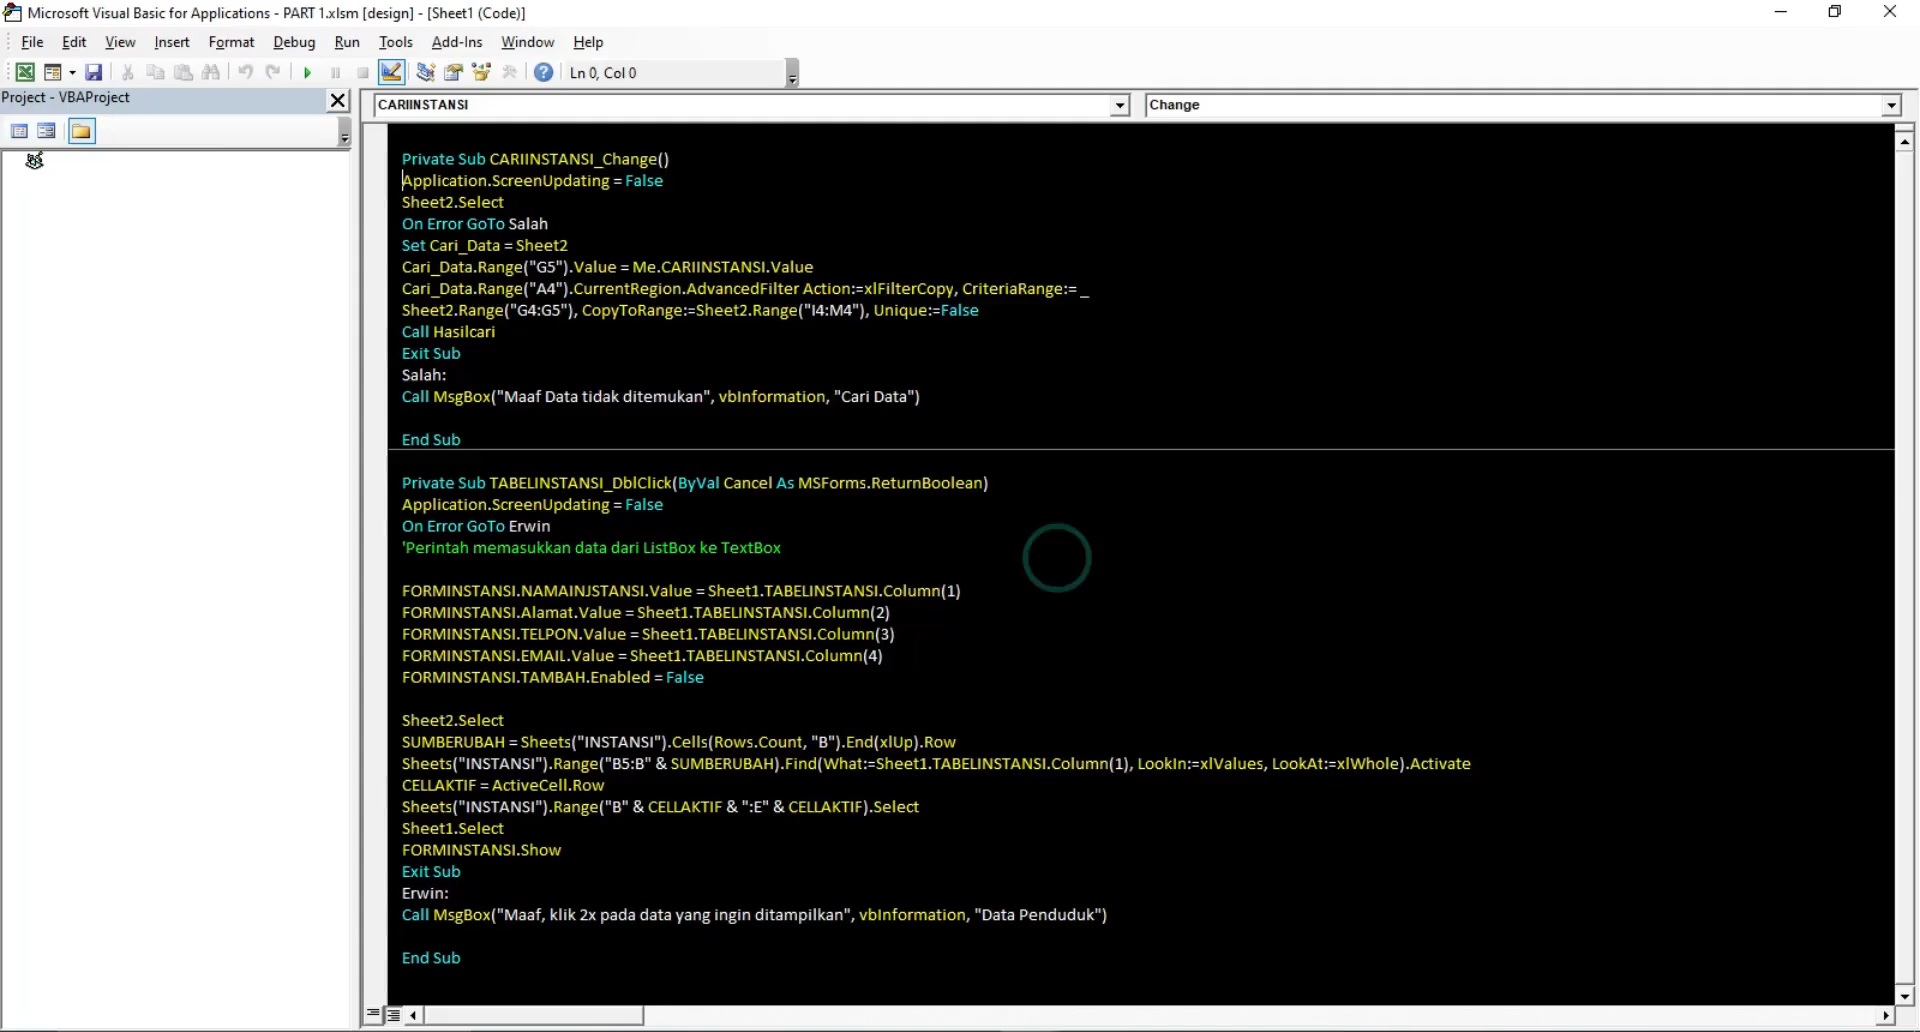 Microsoft Visual Basic for Applications - PART 1.xlsm [design] - [Sheet1 (Code)]
File Edit View Insert Format Debug Run Tools Add-Ins Window Help
Ln 0, Col 0
Project - VBAProject
CARIINSTANSI
Change
Private Sub CARIINSTANSI_Change()
Application.ScreenUpdating = False
Sheet2.Select
On Error GoTo Salah
Set Cari_Data = Sheet2
Cari_Data.Range("G5").Value = Me.CARIINSTANSI.Value
Cari_Data.Range("A4").CurrentRegion.AdvancedFilter Action:=xlFilterCopy, CriteriaRange:= _
Sheet2.Range("G4:G5"), CopyToRange:=Sheet2.Range("I4:M4"), Unique:=False
Call Hasilcari
Exit Sub
Salah:
Call MsgBox("Maaf Data tidak ditemukan", vbInformation, "Cari Data")
End Sub
Private Sub TABELINSTANSI_DblClick(ByVal Cancel As MSForms.ReturnBoolean)
Application.ScreenUpdating = False
On Error GoTo Erwin
'Perintah memasukkan data dari ListBox ke TextBox
FORMINSTANSI.NAMAINJSTANSI.Value = Sheet1.TABELINSTANSI.Column(1)
FORMINSTANSI.Alamat.Value = Sheet1.TABELINSTANSI.Column(2)
FORMINSTANSI.TELPON.Value = Sheet1.TABELINSTANSI.Column(3)
FORMINSTANSI.EMAIL.Value = Sheet1.TABELINSTANSI.Column(4)
FORMINSTANSI.TAMBAH.Enabled = False
Sheet2.Select
SUMBERUBAH = Sheets("INSTANSI").Cells(Rows.Count, "B").End(xlUp).Row
Sheets("INSTANSI").Range("B5:B" & SUMBERUBAH).Find(What:=Sheet1.TABELINSTANSI.Column(1), LookIn:=xlValues, LookAt:=xlWhole).Activate
CELLAKTIF = ActiveCell.Row
Sheets("INSTANSI").Range("B" & CELLAKTIF & ":E" & CELLAKTIF).Select
Sheet1.Select
FORMINSTANSI.Show
Exit Sub
Erwin:
Call MsgBox("Maaf, klik 2x pada data yang ingin ditampilkan", vbInformation, "Data Penduduk")
End Sub